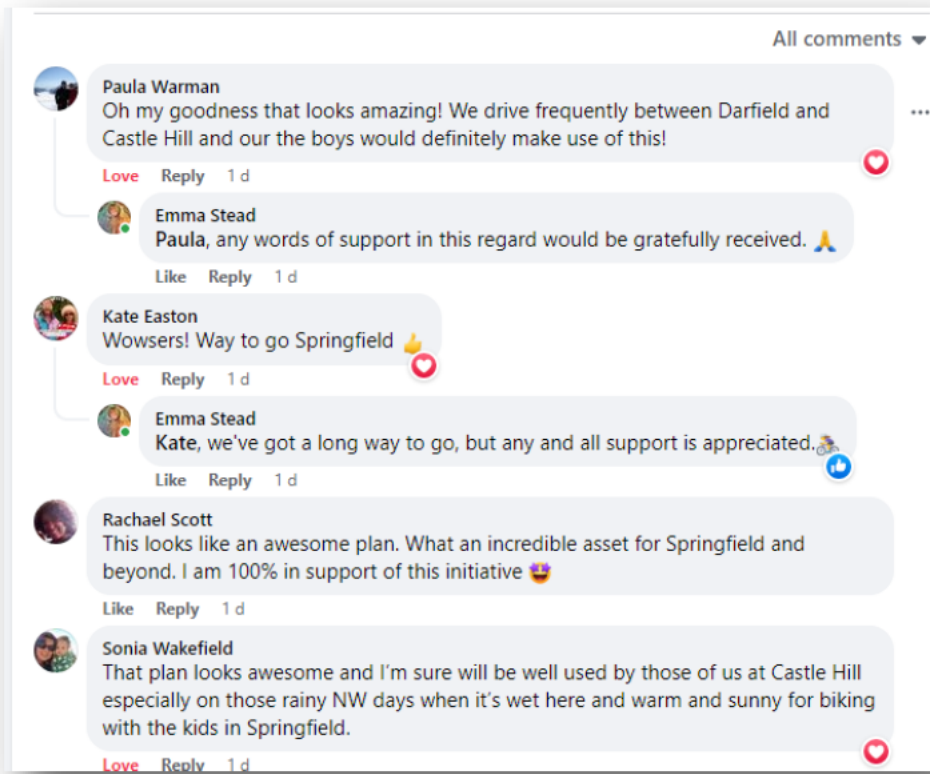 All comments
Paula Warman
Oh my goodness that looks amazing! We drive frequently between Darfield and
Castle Hill and our the boys would definitely make use of this!
Love Reply 1 d
Emma Stead
Paula, any words of support in this regard would be gratefully received. 🙏
Like Reply 1 d
Kate Easton
Wowsers! Way to go Springfield 👍
Love Reply 1 d
Emma Stead
Kate, we've got a long way to go, but any and all support is appreciated.🚴‍♀️
Like Reply 1 d
Rachael Scott
This looks like an awesome plan. What an incredible asset for Springfield and
beyond. I am 100% in support of this initiative 🤩
Like Reply 1 d
Sonia Wakefield
That plan looks awesome and I'm sure will be well used by those of us at Castle Hill
especially on those rainy NW days when it's wet here and warm and sunny for biking
with the kids in Springfield.
Love Reply 1 d